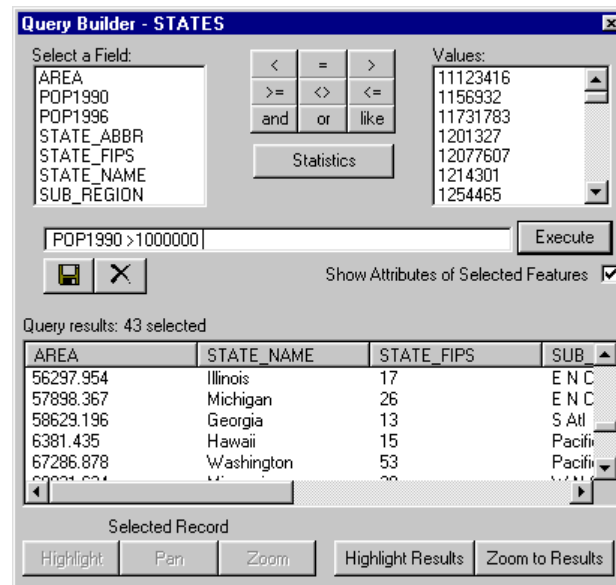 Query Builder - STATES
Select a Field:
AREA
POP1990
POP1996
STATE_ABBR
STATE_FIPS
STATE_NAME
SUB_REGION
< = >
>= <> <=
and or like
Statistics
Values:
11123416
1156932
11731783
1201327
12077607
1214301
1254465
POP1990 >1000000
Execute
Show Attributes of Selected Features
Query results: 43 selected
AREA STATE_NAME STATE_FIPS SUB_
56297.954 Illinois 17 E N C
57898.367 Michigan 26 E N C
58629.196 Georgia 13 S Atl
6381.435 Hawaii 15 Pacifi
67286.878 Washington 53 Pacifi
Selected Record
Highlight Pan Zoom Highlight Results Zoom to Results